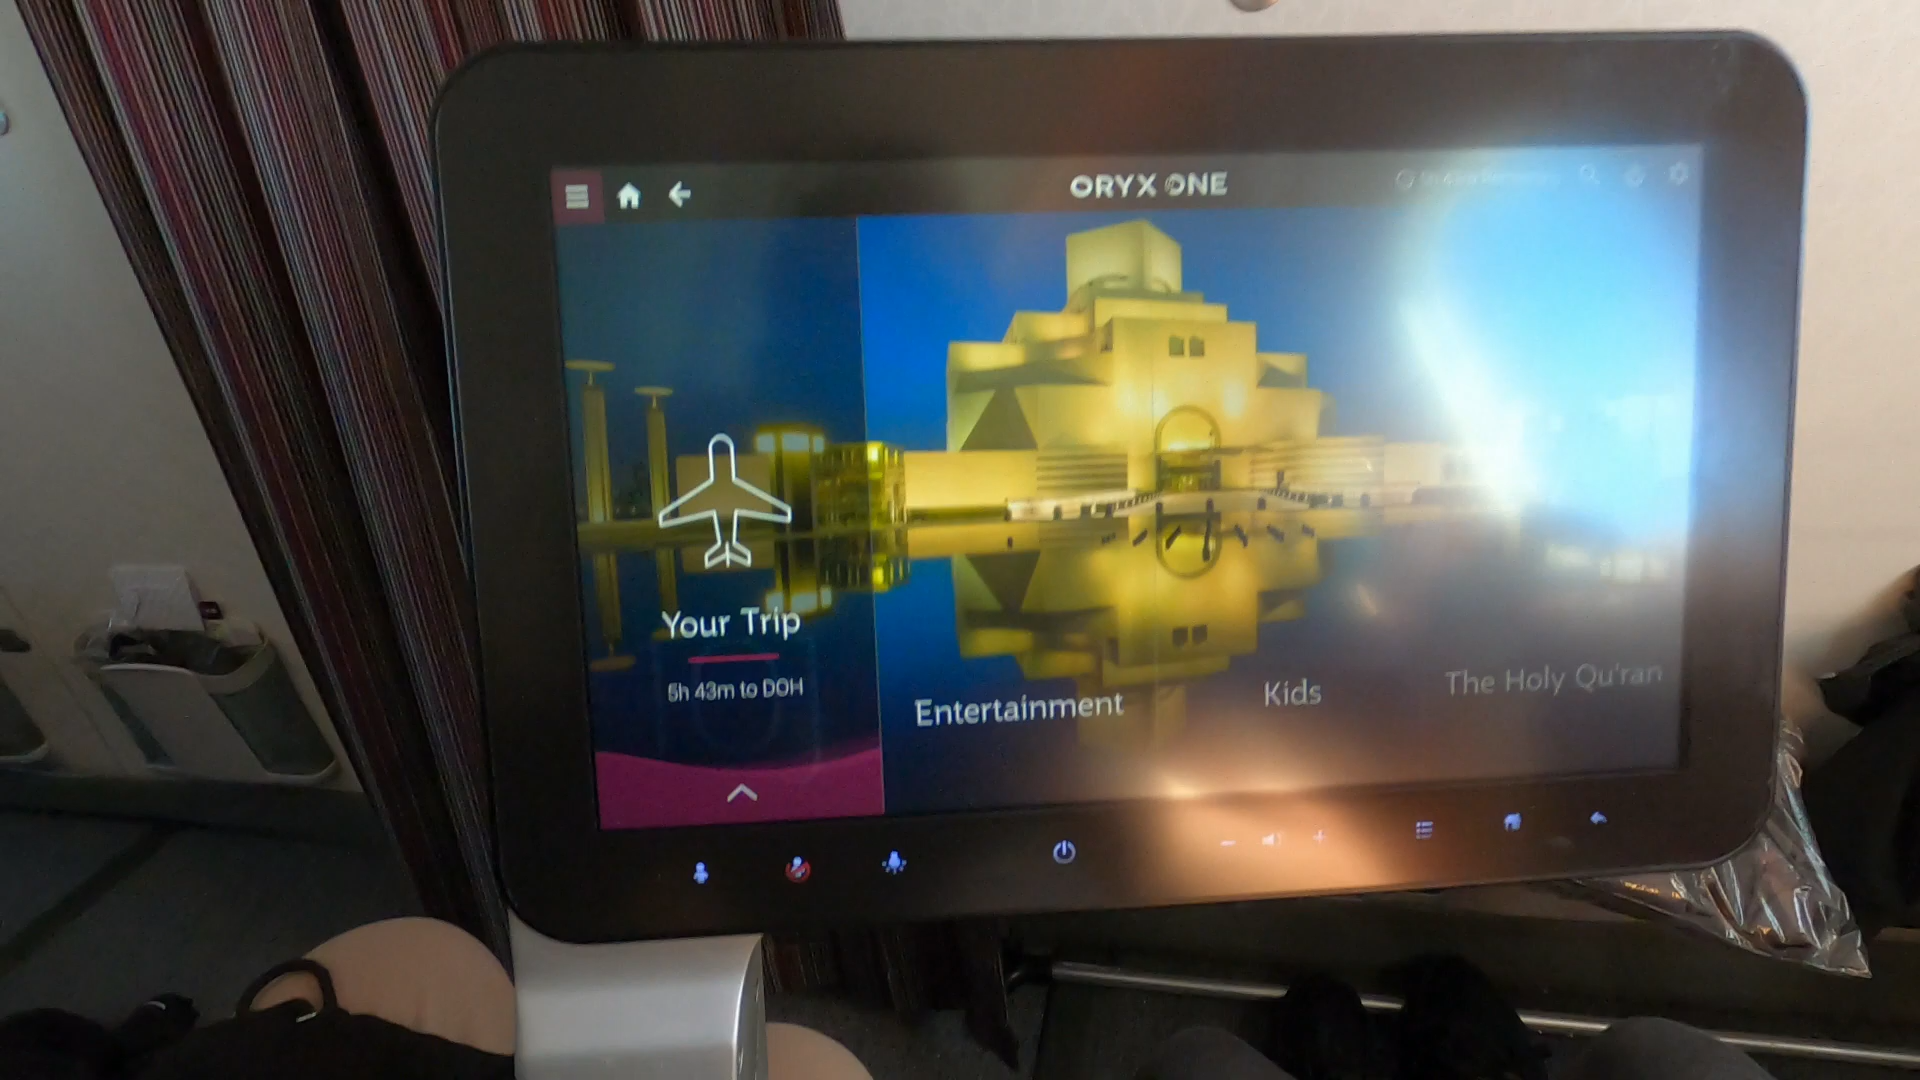 ORYX ONE
Your Trip
5h 43m to DOH
Entertainment
Kids
The Holy Qu'ran